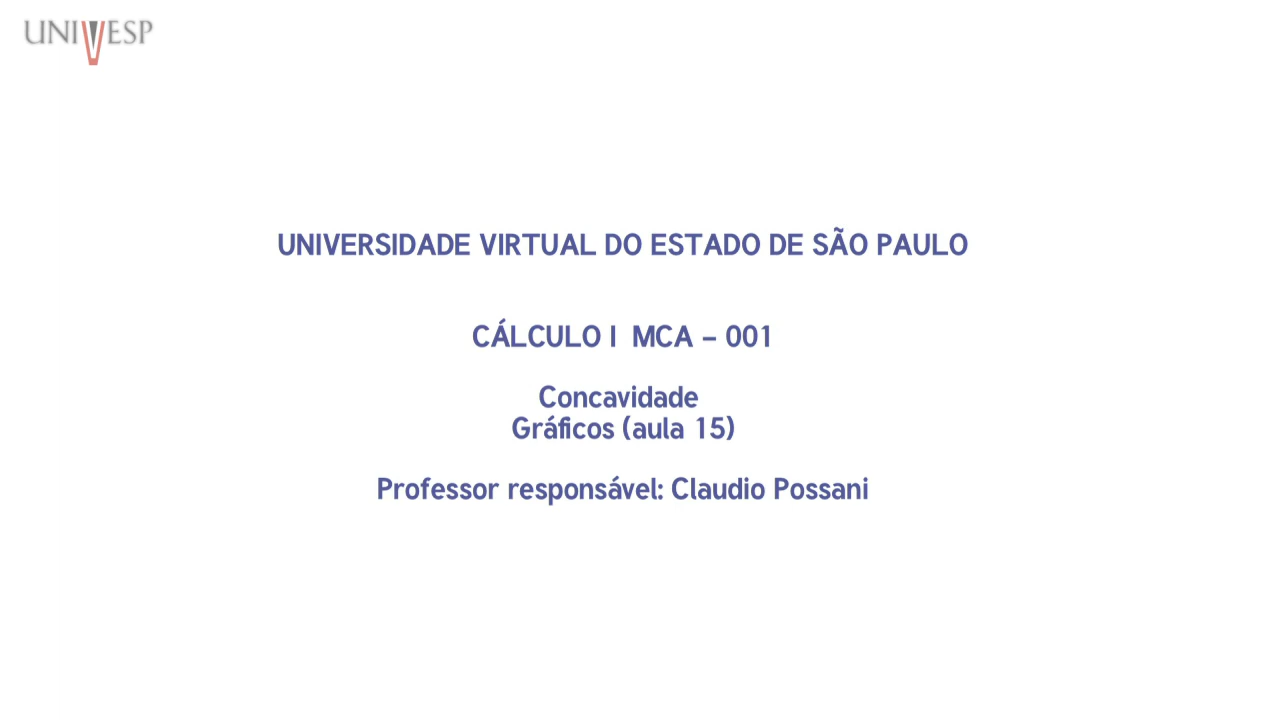 UNIVESP
UNIVERSIDADE VIRTUAL DO ESTADO DE SÃO PAULO
CÁLCULO I MCA – 001
Concavidade
Gráficos (aula 15)
Professor responsável: Claudio Possani